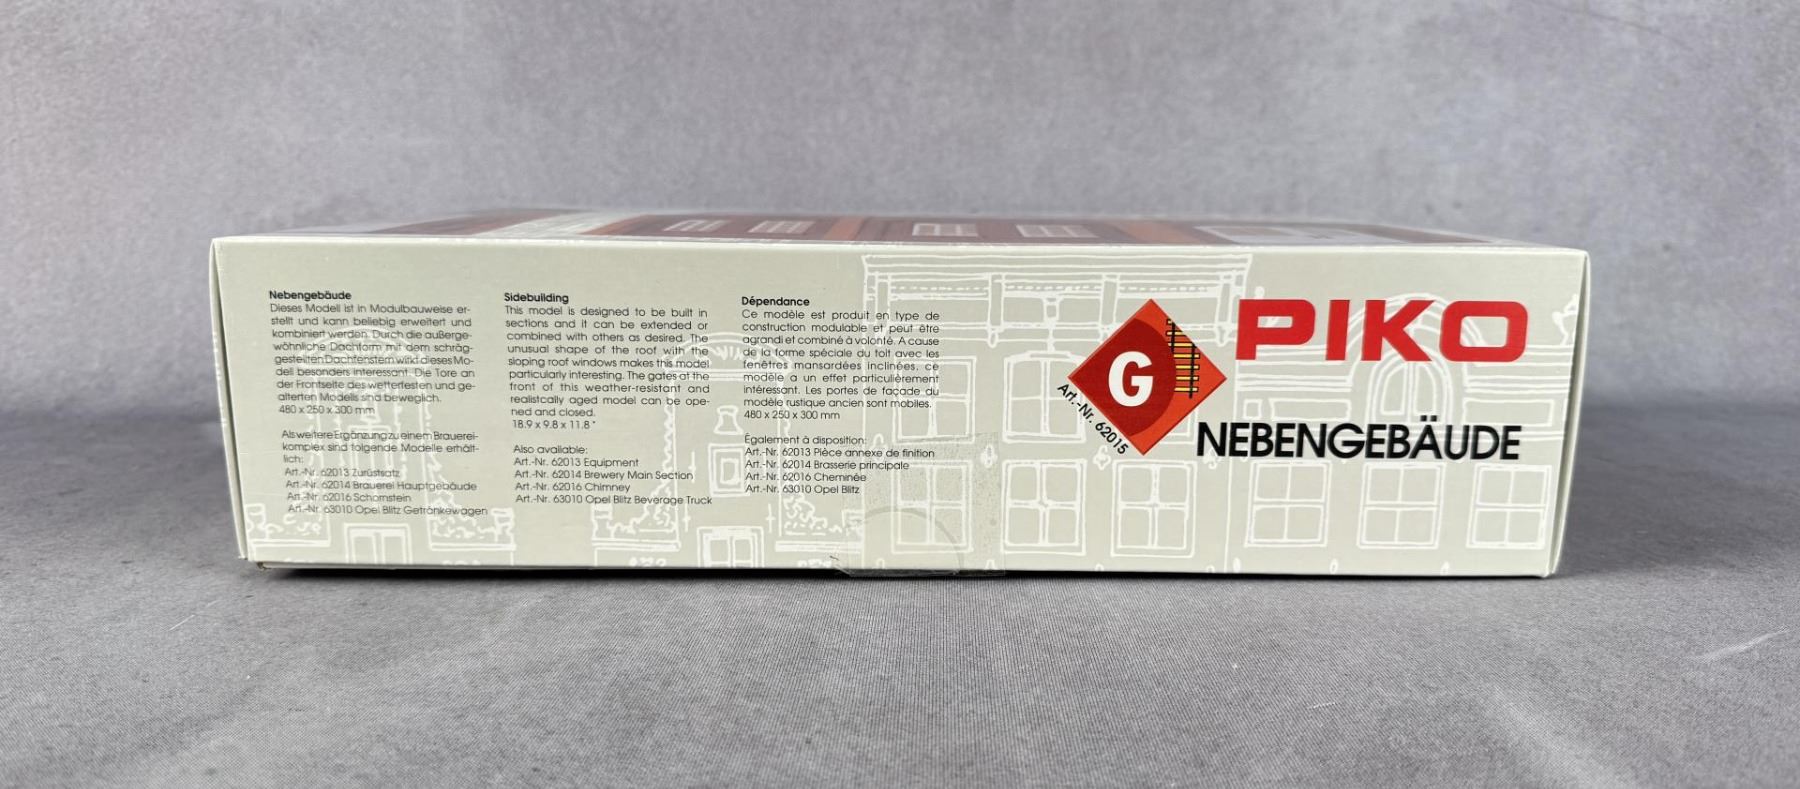 Nebengebäude
Dieses Modell ist in Modulbauweise er-
stellt und kann beliebig erweitert und
kombiniert werden. Durch die außerge-
wöhnliche Dachform mit dem schräg-
gestellten Dachfenstern wirkt dieses Mo-
dell besonders interessant. Die Tore an
der Frontseite des wetterfesten und ge-
alterten Modells sind beweglich.
480 x 250 x 300 mm
Als weitere Ergänzung zu einem Brauerei-
komplex sind folgende Modelle erhält-
lich:
Art.-Nr. 62013 Zurüstsatz
Art.-Nr. 62014 Brauerei Hauptgebäude
Art.-Nr. 62016 Schornstein
Art.-Nr. 63010 Opel Blitz Getränkewagen
Sidebuilding
This model is designed to be built in
sections and it can be extended or
combined with others as desired. The
unusual shape of the roof with the
sloping roof windows makes this model
particularly interesting. The gates at the
front of this weather-resistant and
realistcally aged model can be ope-
ned and closed.
18.9 x 9.8 x 11.8 "
Also available:
Art.-Nr. 62013 Equipment
Art.-Nr. 62014 Brewery Main Section
Art.-Nr. 62016 Chimney
Art.-Nr. 63010 Opel Blitz Beverage Truck
Dépendance
Ce modèle est produit en type de
construction modulable et peut être
agrandi et combiné à volonté. A cause
de la forme spéciale du toit avec les
fenêtres mansardées inclinées, ce
modèle a un effet particulièrement
intéressant. Les portes de façade du
modèle rustique ancien sont mobiles.
480 x 250 x 300 mm
Également à disposition:
Art.-Nr. 62013 Pièce annexe de finition
Art.-Nr. 62014 Brasserie principale
Art.-Nr. 62016 Cheminée
Art.-Nr. 63010 Opel Blitz
G
Art.-Nr. 62015
PIKO
NEBENGEBÄUDE